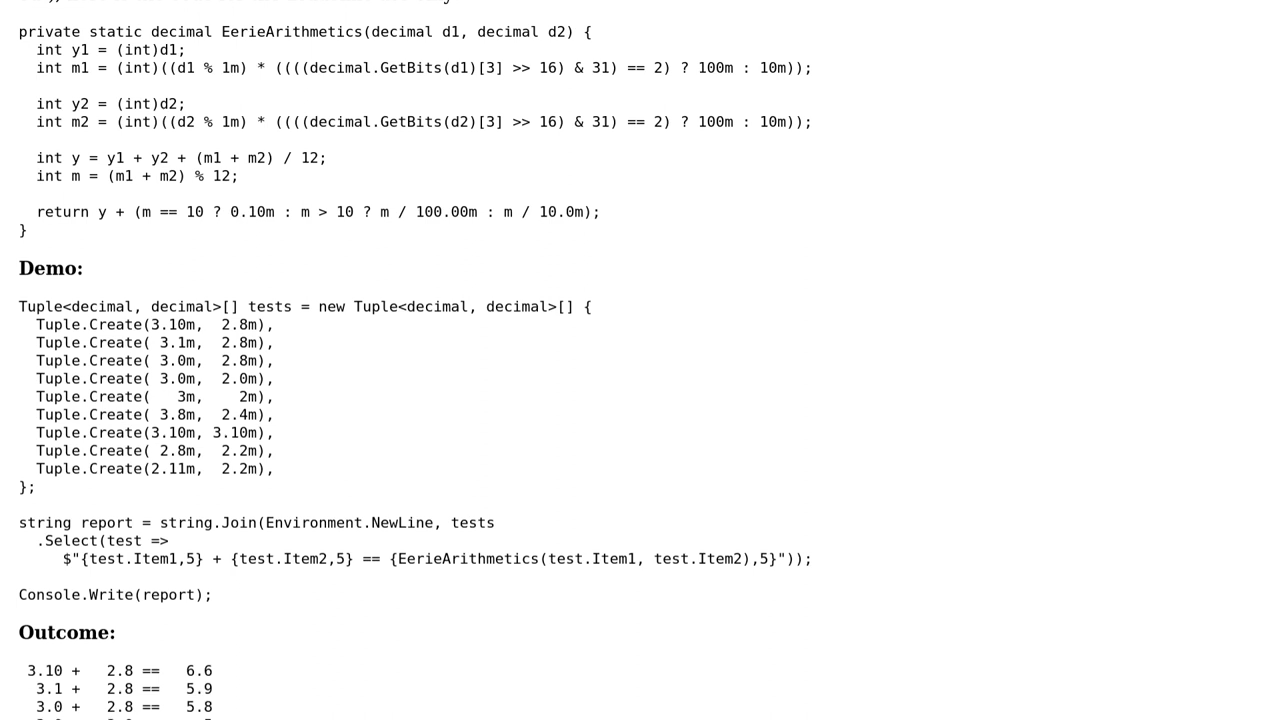 private static decimal EerieArithmetics(decimal d1, decimal d2) {
  int y1 = (int)d1;
  int m1 = (int)((d1 % 1m) * ((((decimal.GetBits(d1)[3] >> 16) & 31) == 2) ? 100m : 10m));

  int y2 = (int)d2;
  int m2 = (int)((d2 % 1m) * ((((decimal.GetBits(d2)[3] >> 16) & 31) == 2) ? 100m : 10m));

  int y = y1 + y2 + (m1 + m2) / 12;
  int m = (m1 + m2) % 12;

  return y + (m == 10 ? 0.10m : m > 10 ? m / 100.00m : m / 10.0m);
}
Demo:
Tuple<decimal, decimal>[] tests = new Tuple<decimal, decimal>[] {
  Tuple.Create(3.10m,  2.8m),
  Tuple.Create( 3.1m,  2.8m),
  Tuple.Create( 3.0m,  2.8m),
  Tuple.Create( 3.0m,  2.0m),
  Tuple.Create(   3m,    2m),
  Tuple.Create( 3.8m,  2.4m),
  Tuple.Create(3.10m, 3.10m),
  Tuple.Create( 2.8m,  2.2m),
  Tuple.Create(2.11m,  2.2m),
};

string report = string.Join(Environment.NewLine, tests
  .Select(test =>
     $"{test.Item1,5} + {test.Item2,5} == {EerieArithmetics(test.Item1, test.Item2),5}"));

Console.Write(report);
Outcome:
 3.10 +   2.8 ==   6.6
  3.1 +   2.8 ==   5.9
  3.0 +   2.8 ==   5.8